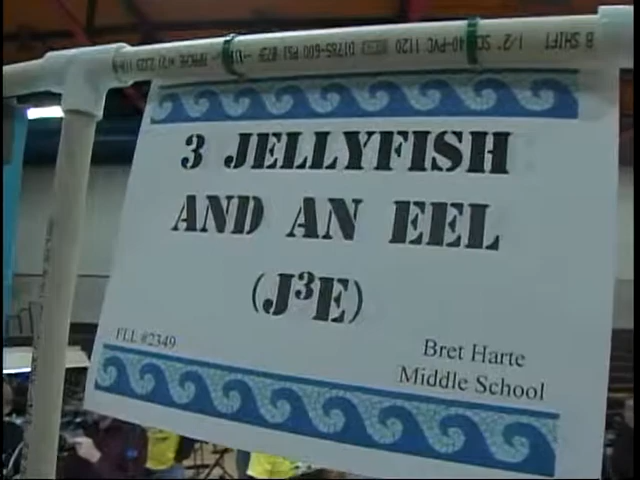 3 JELLYFISH
AND AN EEL
(J³E)
FLL #2349
Bret Harte
Middle School